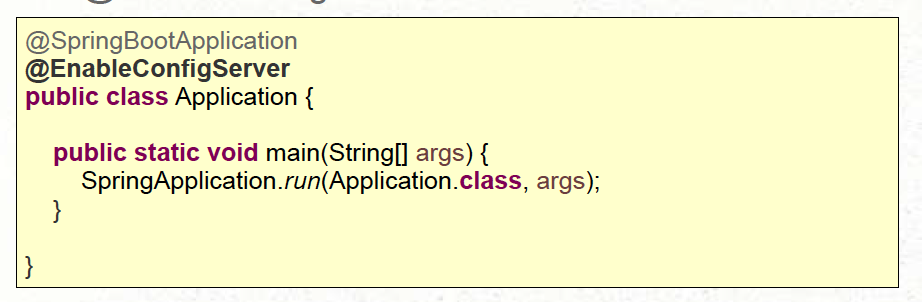 @SpringBootApplication
@EnableConfigServer
public class Application {
public static void main(String[] args) {
SpringApplication.run(Application.class, args);
}
}